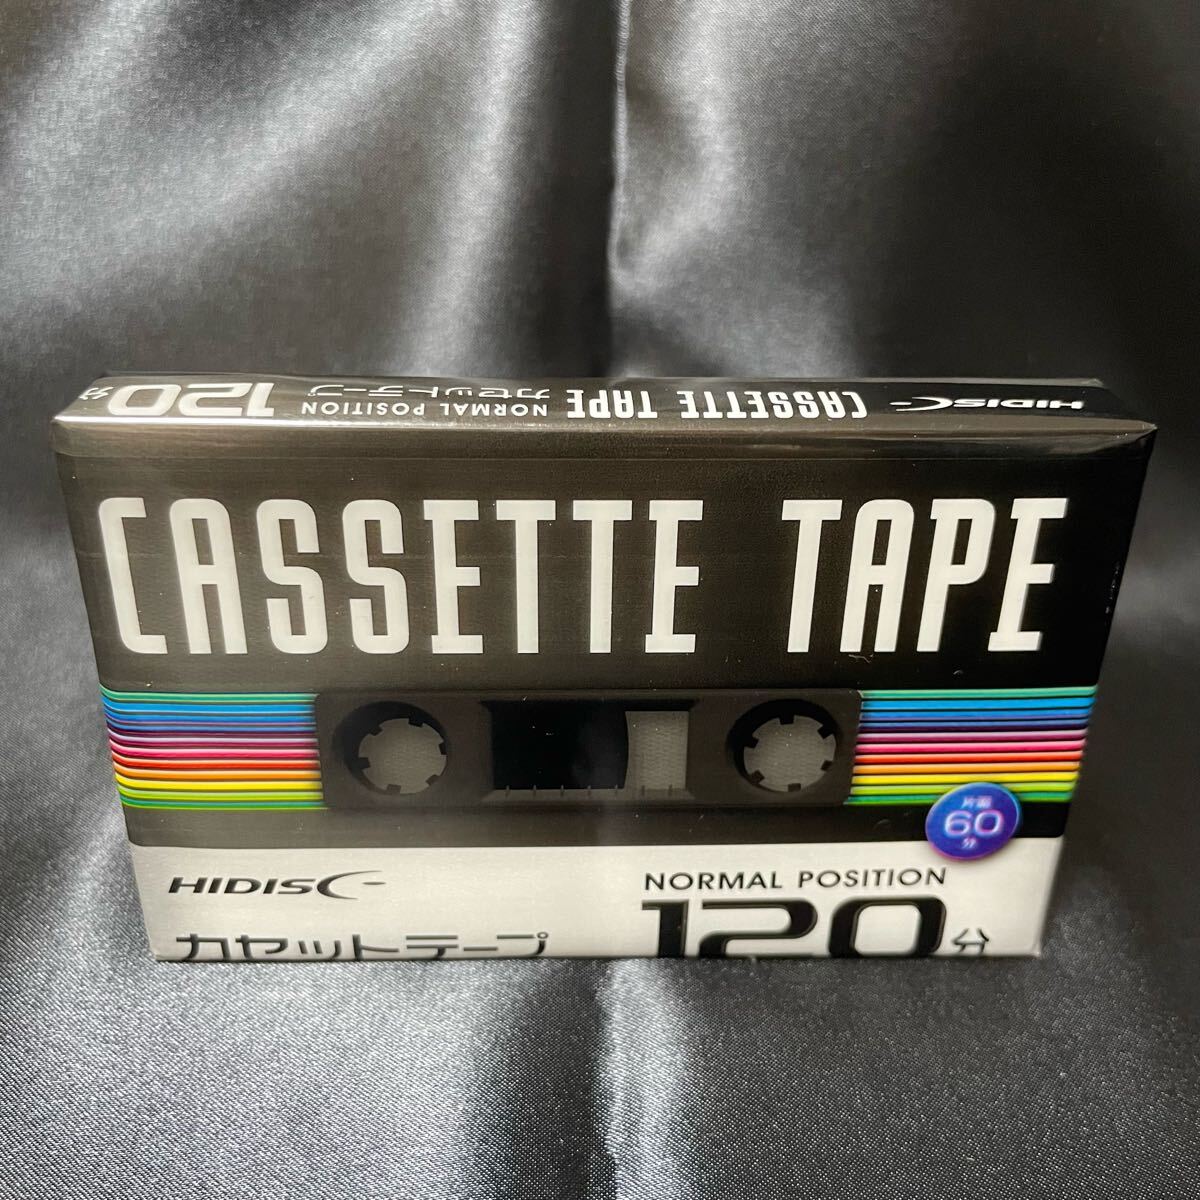 HIDISC CASSETTE TAPE NORMAL POSITION カセットテープ 120分
CASSETTE TAPE
片面
60
分
HIDISC
カセットテープ
NORMAL POSITION
120分